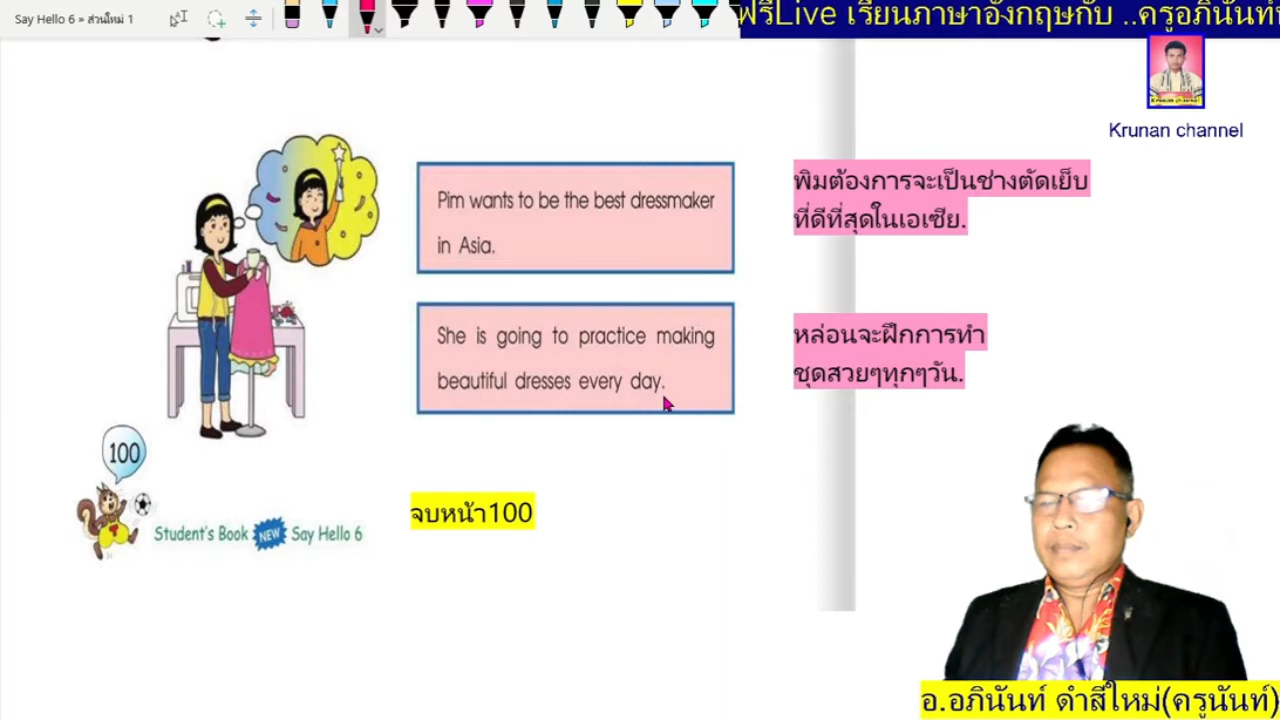 Say Hello 6 » ส่วนใหม่ 1
ฟรีLive เรียนภาษาอังกฤษกับ ..ครูอภินันท์
Krunan channel
Pim wants to be the best dressmaker
in Asia.
พิมต้องการจะเป็นช่างตัดเย็บ
ที่ดีที่สุดในเอเซีย.
She is going to practice making
beautiful dresses every day.
หล่อนจะฝึกการทำ
ชุดสวยๆทุกๆวัน.
100
Student's Book NEW Say Hello 6
จบหน้า100
อ.อภินันท์ ดำสีใหม่(ครูนันท์)